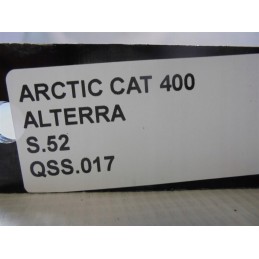 ARCTIC CAT 400
ALTERRA
S.52
QSS.017